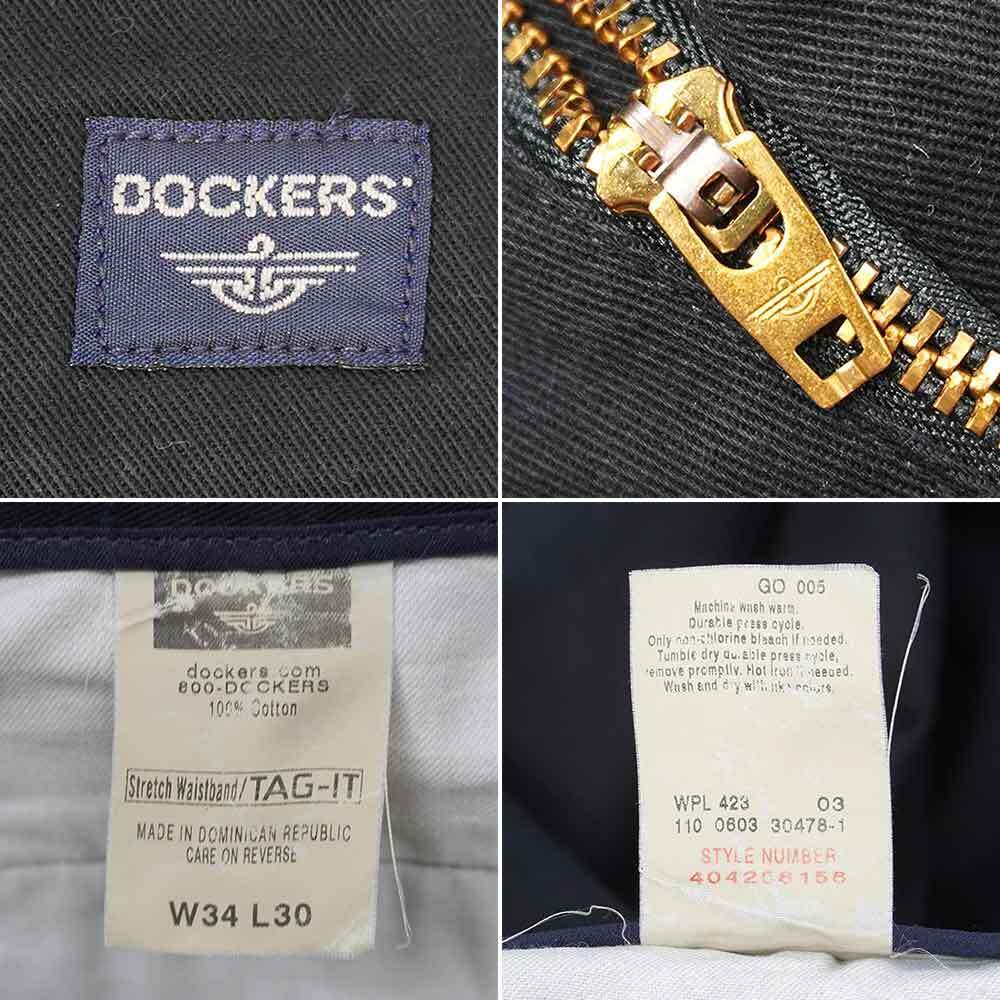 DOCKERS
DOCKERS
dockers.com
800-DOCKERS
100% Cotton
Stretch Waistband/TAG-IT
MADE IN DOMINICAN REPUBLIC
CARE ON REVERSE
W34 L30
GO 005
Machine wash warm.
Durable press cycle.
Only non-chlorine bleach if needed.
Tumble dry durable press cycle,
remove promptly. Hot iron if needed.
Wash and dry with like colors.
WPL 423 03
110 0603 30478-1
STYLE NUMBER
404258158